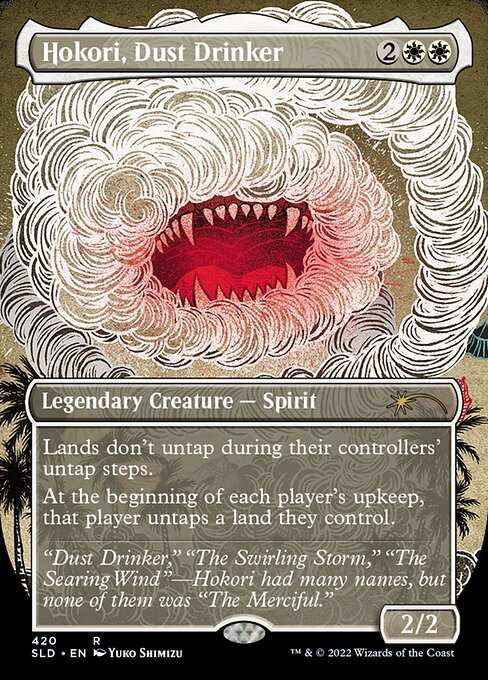 Hokori, Dust Drinker 2
Legendary Creature — Spirit
Lands don't untap during their controllers'
untap steps.
At the beginning of each player's upkeep,
that player untaps a land they control.
"Dust Drinker," "The Swirling Storm," "The
Searing Wind"—Hokori had many names, but
none of them was "The Merciful."
2/2
420 R
SLD • EN Yuko Shimizu
™ & © 2022 Wizards of the Coast